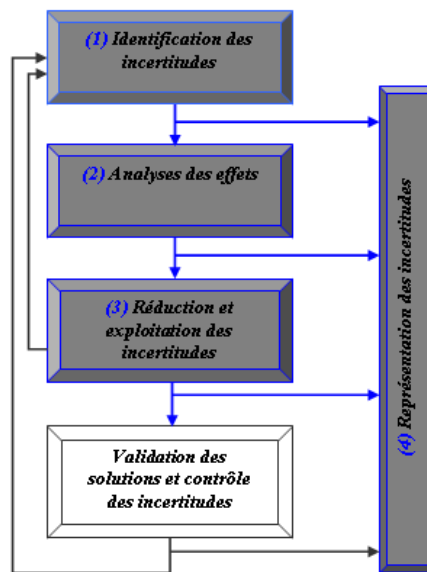 (1) Identification des
incertitudes
(2) Analyses des effets
(3) Réduction et
exploitation des
incertitudes
Validation des
solutions et contrôle
des incertitudes
(4) Représentation des incertitudes